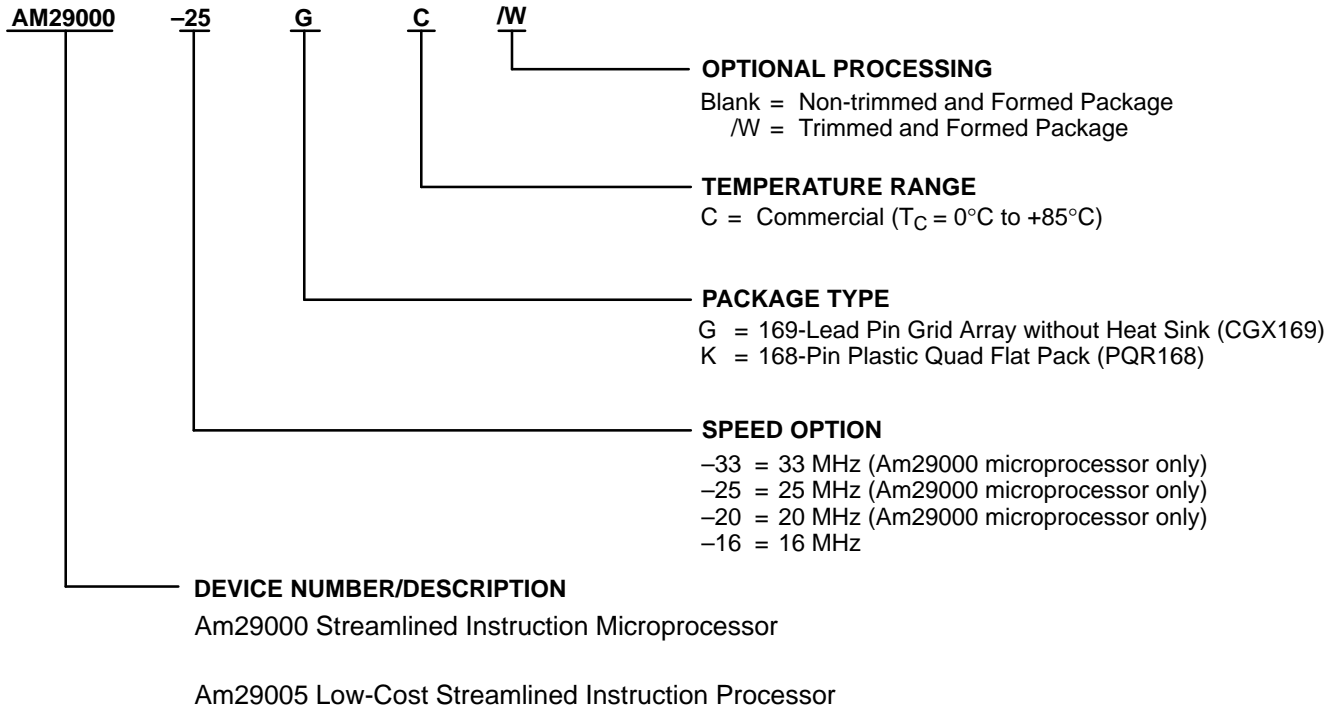 AM29000 –25 G C /W
OPTIONAL PROCESSING
Blank = Non-trimmed and Formed Package
/W = Trimmed and Formed Package
TEMPERATURE RANGE
C = Commercial (TC = 0°C to +85°C)
PACKAGE TYPE
G = 169-Lead Pin Grid Array without Heat Sink (CGX169)
K = 168-Pin Plastic Quad Flat Pack (PQR168)
SPEED OPTION
–33 = 33 MHz (Am29000 microprocessor only)
–25 = 25 MHz (Am29000 microprocessor only)
–20 = 20 MHz (Am29000 microprocessor only)
–16 = 16 MHz
DEVICE NUMBER/DESCRIPTION
Am29000 Streamlined Instruction Microprocessor
Am29005 Low-Cost Streamlined Instruction Processor